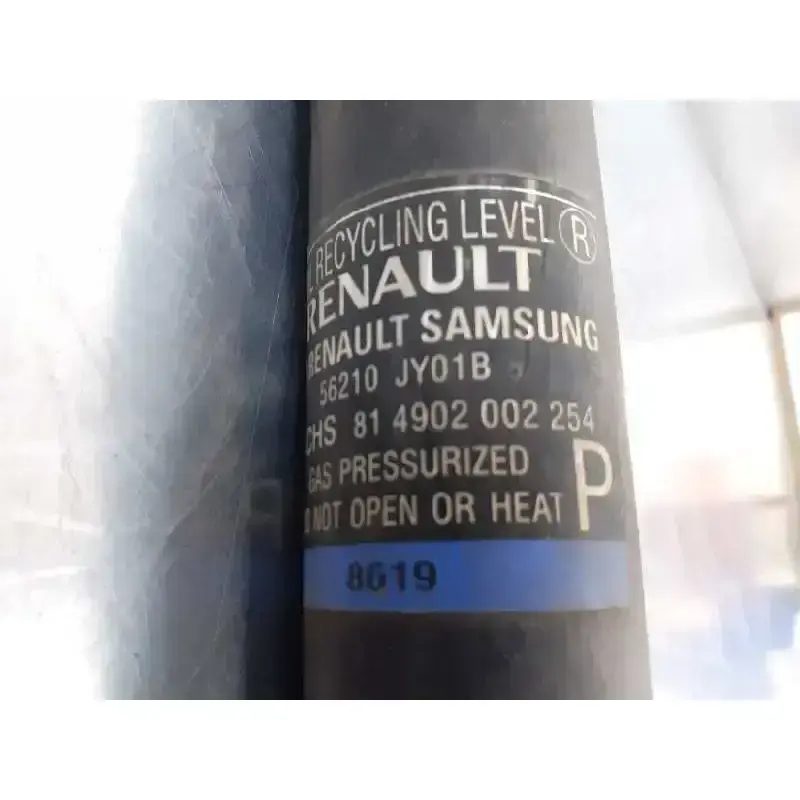 RECYCLING LEVEL R
RENAULT
RENAULT SAMSUNG
56210 JY01B
CHS 81 4902 002 254
GAS PRESSURIZED P
NOT OPEN OR HEAT
8619